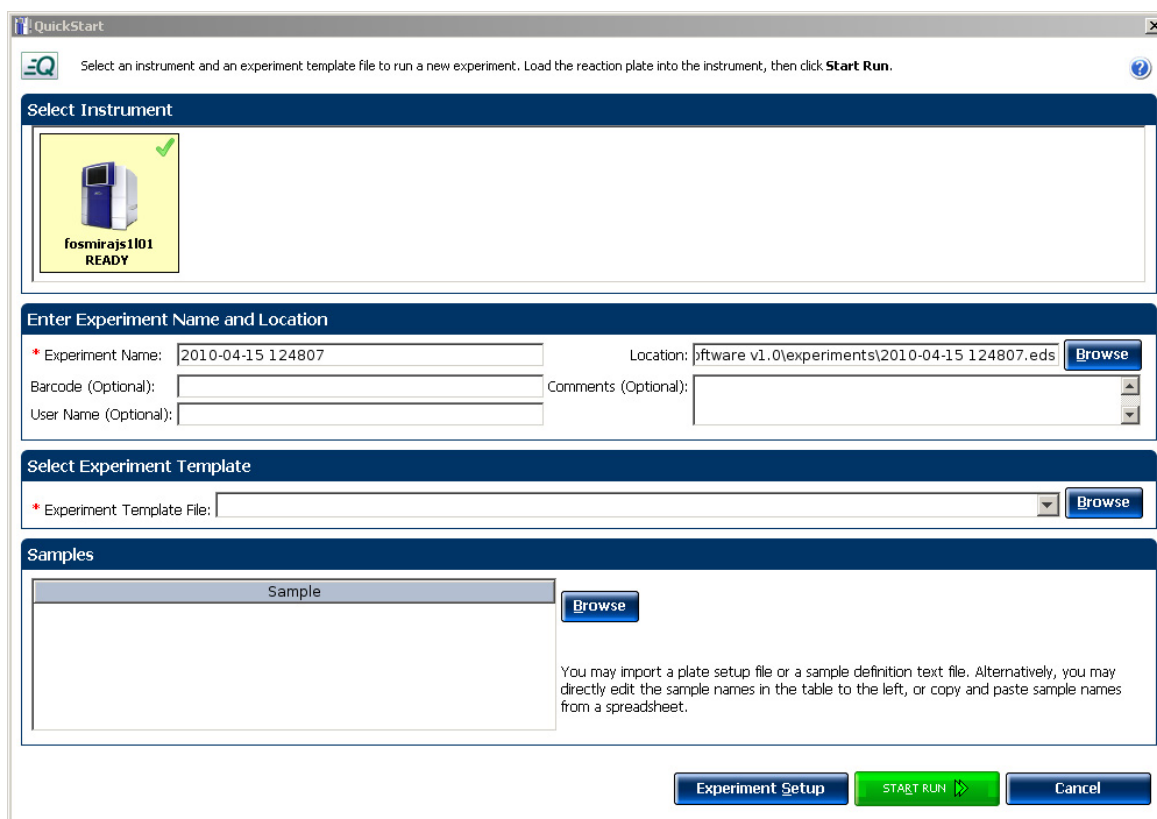 QuickStart
Select an instrument and an experiment template file to run a new experiment. Load the reaction plate into the instrument, then click Start Run.
Select Instrument
fosmirajs1l01
READY
Enter Experiment Name and Location
* Experiment Name: 2010-04-15 124807 Location: oftware v1.0\experiments\2010-04-15 124807.eds Browse
Barcode (Optional): Comments (Optional):
User Name (Optional):
Select Experiment Template
* Experiment Template File: Browse
Samples
Sample
Browse
You may import a plate setup file or a sample definition text file. Alternatively, you may
directly edit the sample names in the table to the left, or copy and paste sample names
from a spreadsheet.
Experiment Setup START RUN Cancel